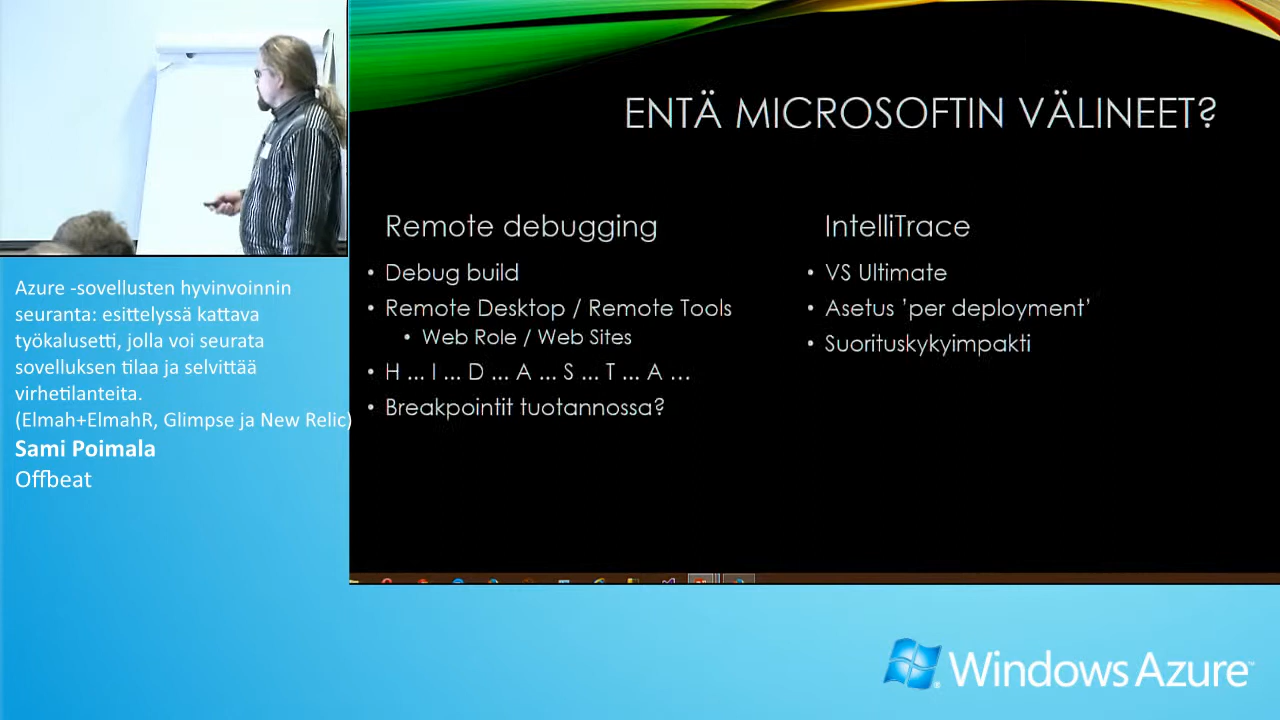 ENTÄ MICROSOFTIN VÄLINEET?
Remote debugging
• Debug build
• Remote Desktop / Remote Tools
• Web Role / Web Sites
• H ... I ... D ... A ... S ... T ... A ...
• Breakpointit tuotannossa?
IntelliTrace
• VS Ultimate
• Asetus ’per deployment’
• Suorituskykyimpakti
Azure -sovellusten hyvinvoinnin
seuranta: esittelyssä kattava
työkalusetti, jolla voi seurata
sovelluksen tilaa ja selvittää
virhetilanteita.
(Elmah+ElmahR, Glimpse ja New Relic)
Sami Poimala
Offbeat
Windows Azure™